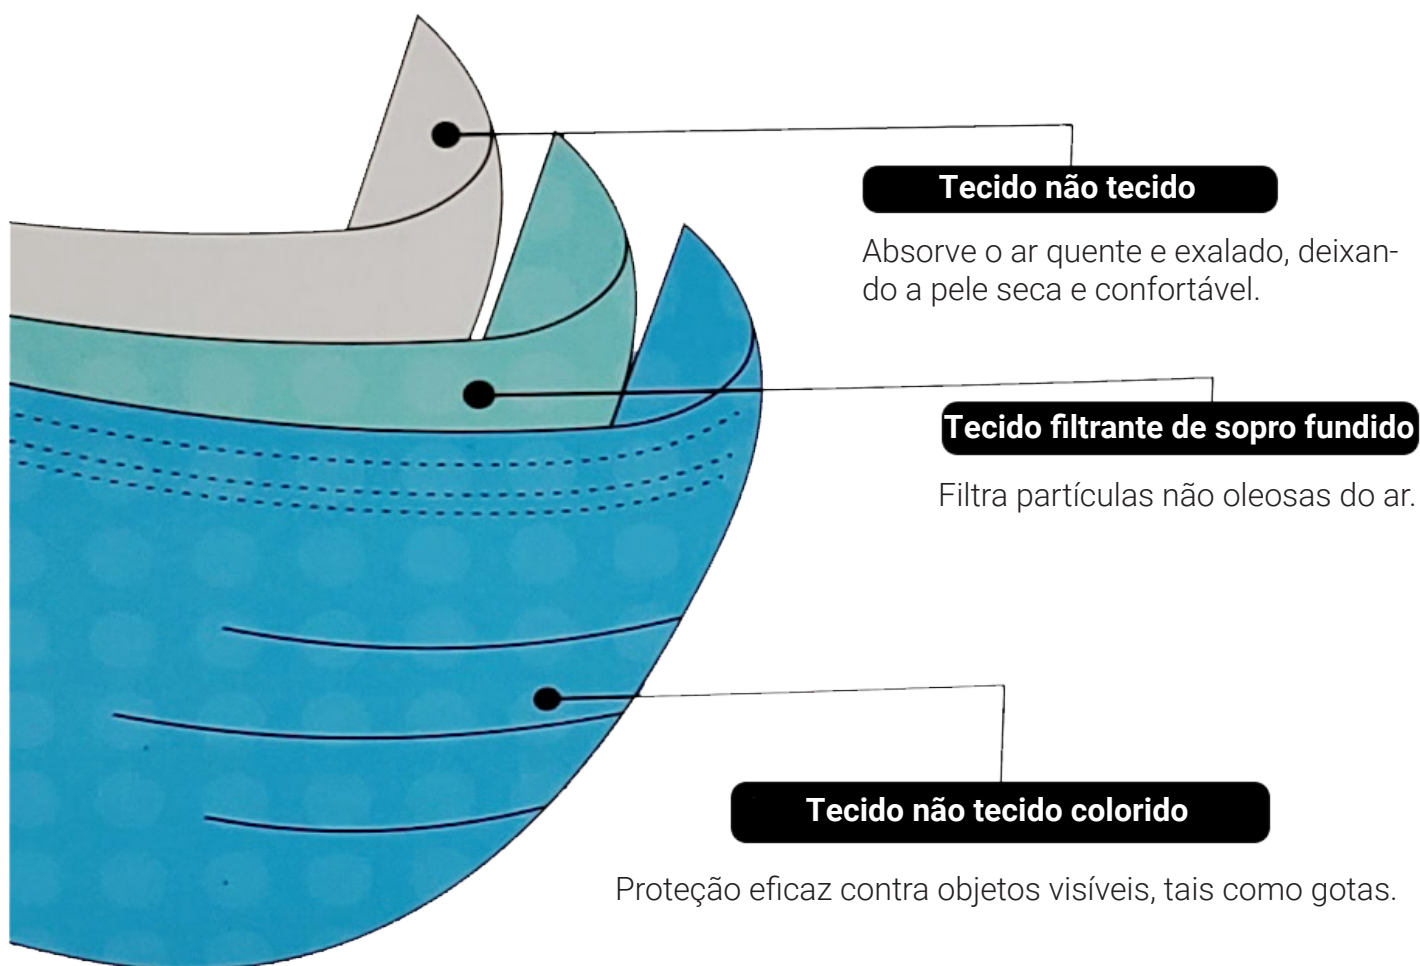 Tecido não tecido
Absorve o ar quente e exalado, deixan-
do a pele seca e confortável.
Tecido filtrante de sopro fundido
Filtra partículas não oleosas do ar.
Tecido não tecido colorido
Proteção eficaz contra objetos visíveis, tais como gotas.